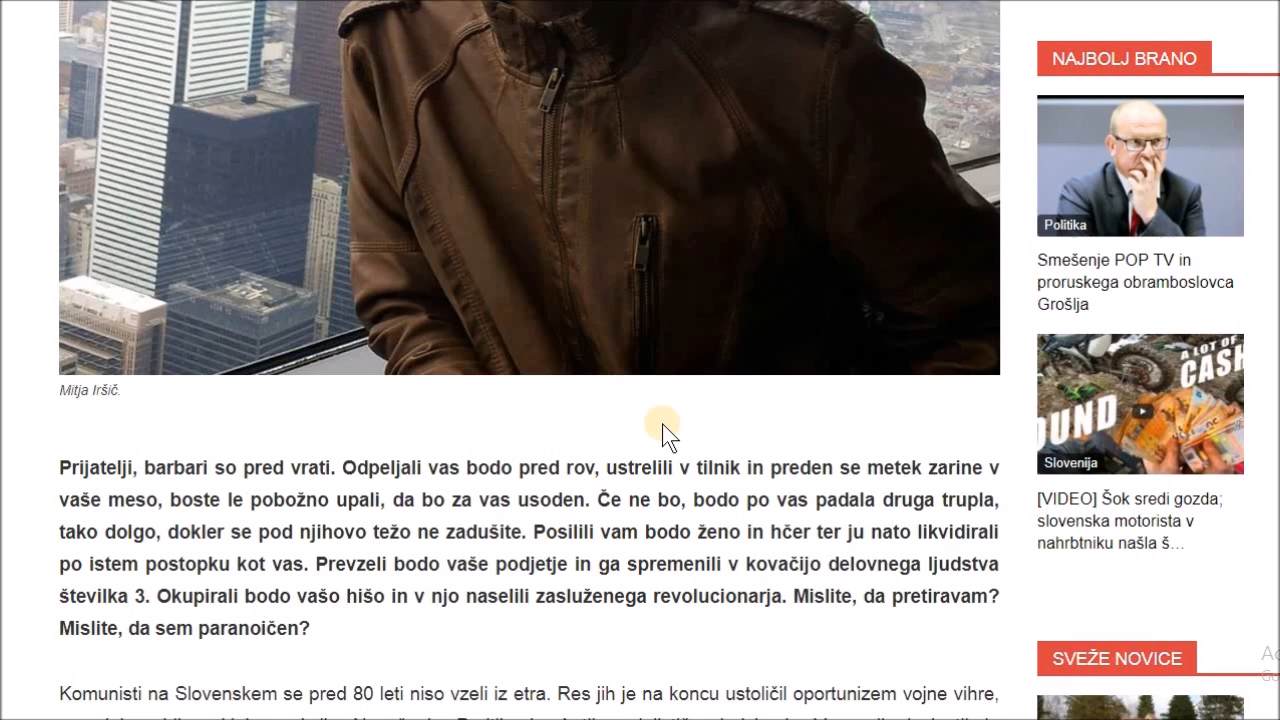 NAJBOLJ BRANO
Politika
Smešenje POP TV in
proruskega obramboslovca
Grošlja
A LOT OF
CASH
OUND
Slovenija
[VIDEO] Šok sredi gozda;
slovenska motorista v
nahrbtniku našla š…
SVEŽE NOVICE
Mitja Iršič.
Prijatelji, barbari so pred vrati. Odpeljali vas bodo pred rov, ustrelili v tilnik in preden se metek zarine v
vaše meso, boste le pobožno upali, da bo za vas usoden. Če ne bo, bodo po vas padala druga trupla,
tako dolgo, dokler se pod njihovo težo ne zadušite. Posilili vam bodo ženo in hčer ter ju nato likvidirali
po istem postopku kot vas. Prevzeli bodo vaše podjetje in ga spremenili v kovačijo delovnega ljudstva
številka 3. Okupirali bodo vašo hišo in v njo naselili zasluženega revolucionarja. Mislite, da pretiravam?
Mislite, da sem paranoičen?
Komunisti na Slovenskem se pred 80 leti niso vzeli iz etra. Res jih je na koncu ustoličil oportunizem vojne vihre,